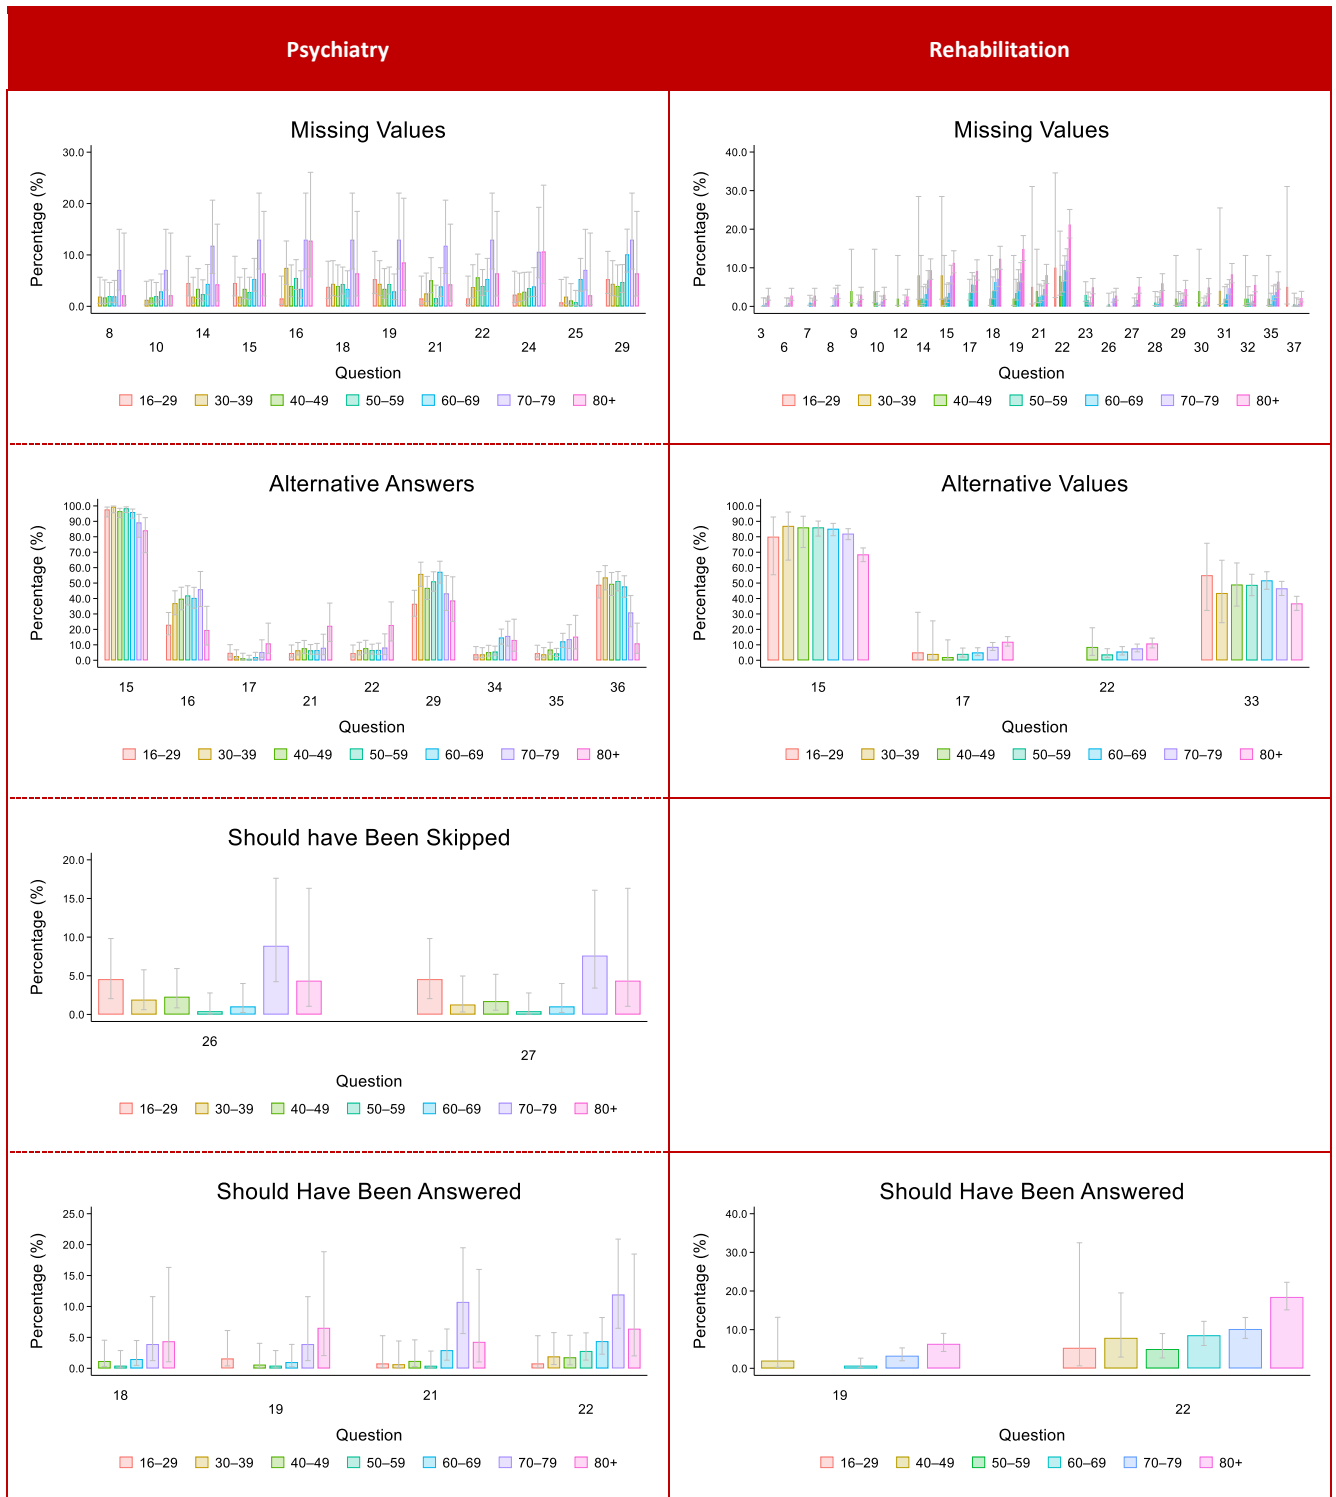 Psychiatry
Rehabilitation
Missing Values
Percentage (%)
30.0
20.0
10.0
0.0
8 14 16 19 22 25
10 15 18 21 24 29
Question
16–29 30–39 40–49 50–59 60–69 70–79 80+
Missing Values
Percentage (%)
40.0
30.0
20.0
10.0
0.0
3 7 9 12 15 18 21 23 27 29 31 35
6 8 10 14 17 19 22 26 28 30 32 37
Question
16–29 30–39 40–49 50–59 60–69 70–79 80+
Alternative Answers
Percentage (%)
100.0
90.0
80.0
70.0
60.0
50.0
40.0
30.0
20.0
10.0
0.0
15 17 22 34 36
16 21 29 35
Question
16–29 30–39 40–49 50–59 60–69 70–79 80+
Alternative Values
Percentage (%)
100.0
90.0
80.0
70.0
60.0
50.0
40.0
30.0
20.0
10.0
0.0
15 22
17 33
Question
16–29 30–39 40–49 50–59 60–69 70–79 80+
Should have Been Skipped
Percentage (%)
20.0
15.0
10.0
5.0
0.0
26
27
Question
16–29 30–39 40–49 50–59 60–69 70–79 80+
Should Have Been Answered
Percentage (%)
25.0
20.0
15.0
10.0
5.0
0.0
18 21
19 22
Question
16–29 30–39 40–49 50–59 60–69 70–79 80+
Should Have Been Answered
Percentage (%)
40.0
30.0
20.0
10.0
0.0
19
22
Question
16–29 40–49 50–59 60–69 70–79 80+